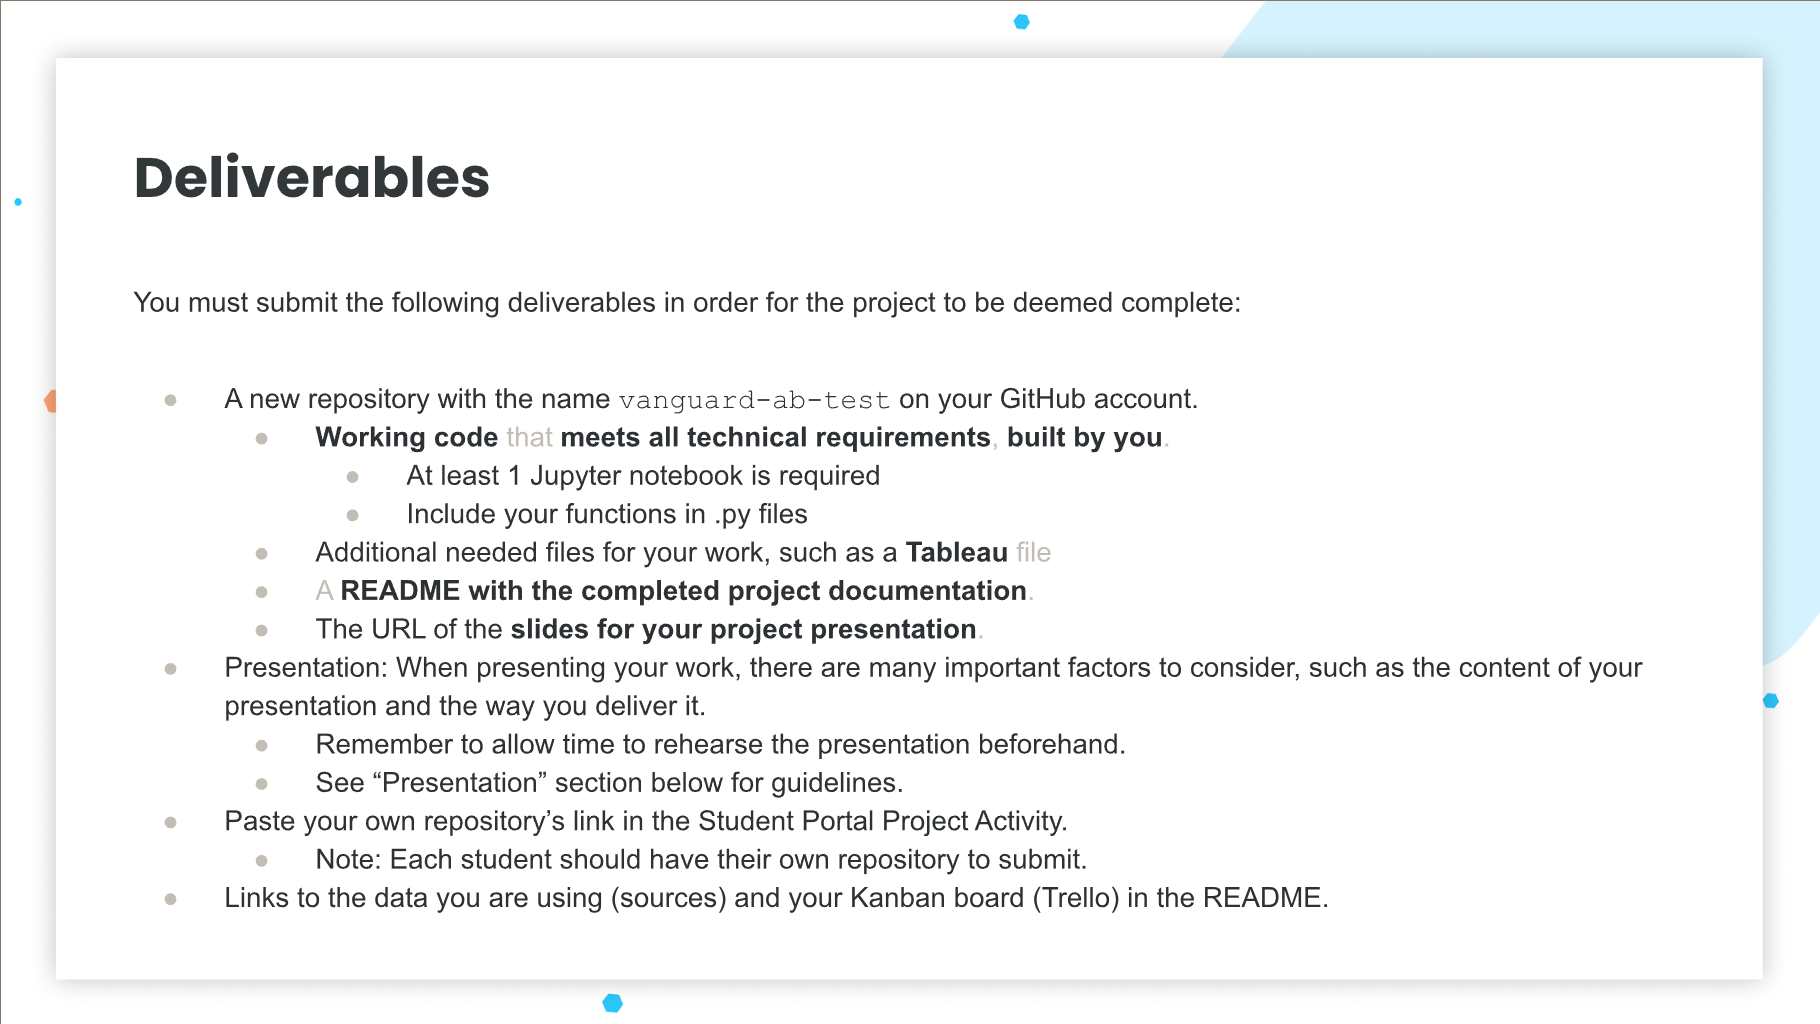 Deliverables
You must submit the following deliverables in order for the project to be deemed complete:
● A new repository with the name vanguard-ab-test on your GitHub account.
● Working code that meets all technical requirements, built by you.
● At least 1 Jupyter notebook is required
● Include your functions in .py files
● Additional needed files for your work, such as a Tableau file
● A README with the completed project documentation.
● The URL of the slides for your project presentation.
● Presentation: When presenting your work, there are many important factors to consider, such as the content of your
presentation and the way you deliver it.
● Remember to allow time to rehearse the presentation beforehand.
● See “Presentation” section below for guidelines.
● Paste your own repository’s link in the Student Portal Project Activity.
● Note: Each student should have their own repository to submit.
● Links to the data you are using (sources) and your Kanban board (Trello) in the README.